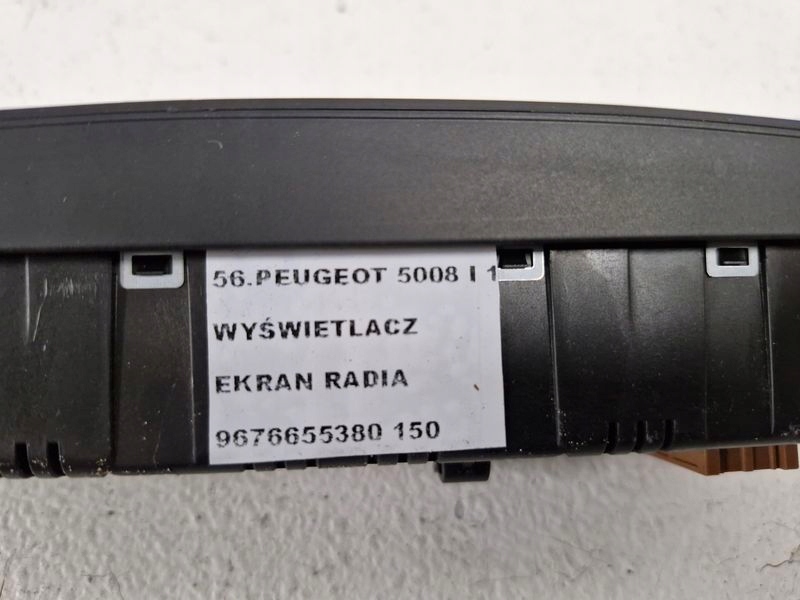 56.PEUGEOT 5008 I 1
WYŚWIETLACZ
EKRAN RADIA
9676655380 150